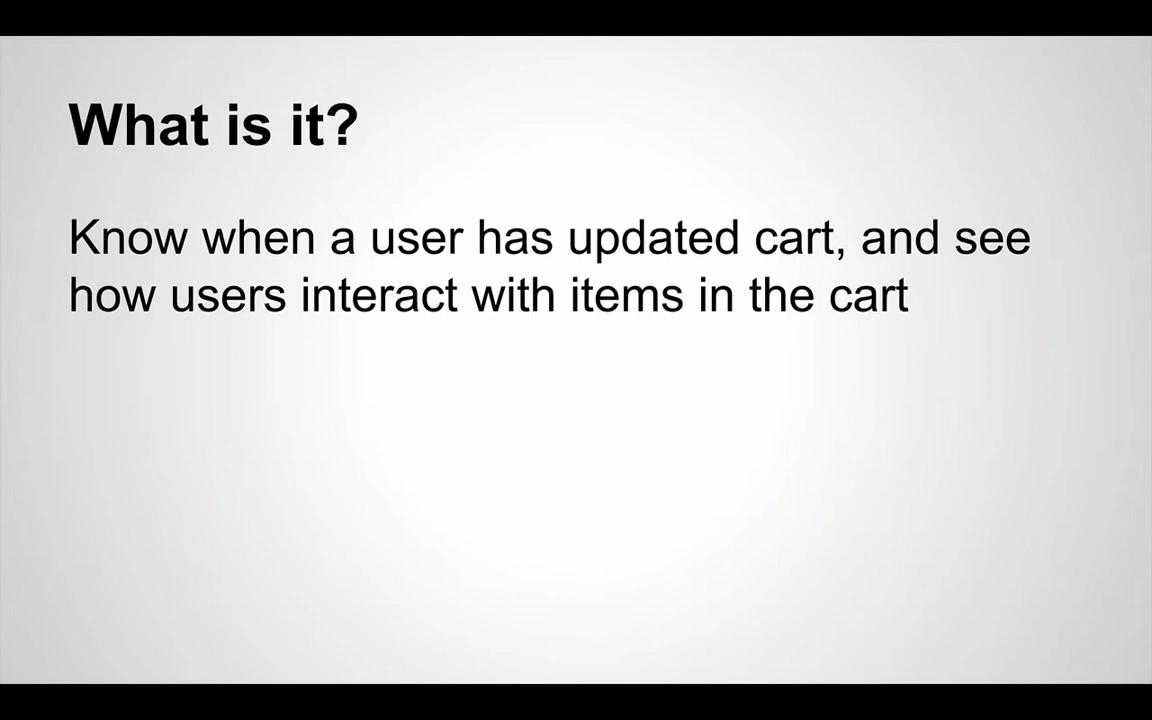 What is it?
Know when a user has updated cart, and see
how users interact with items in the cart